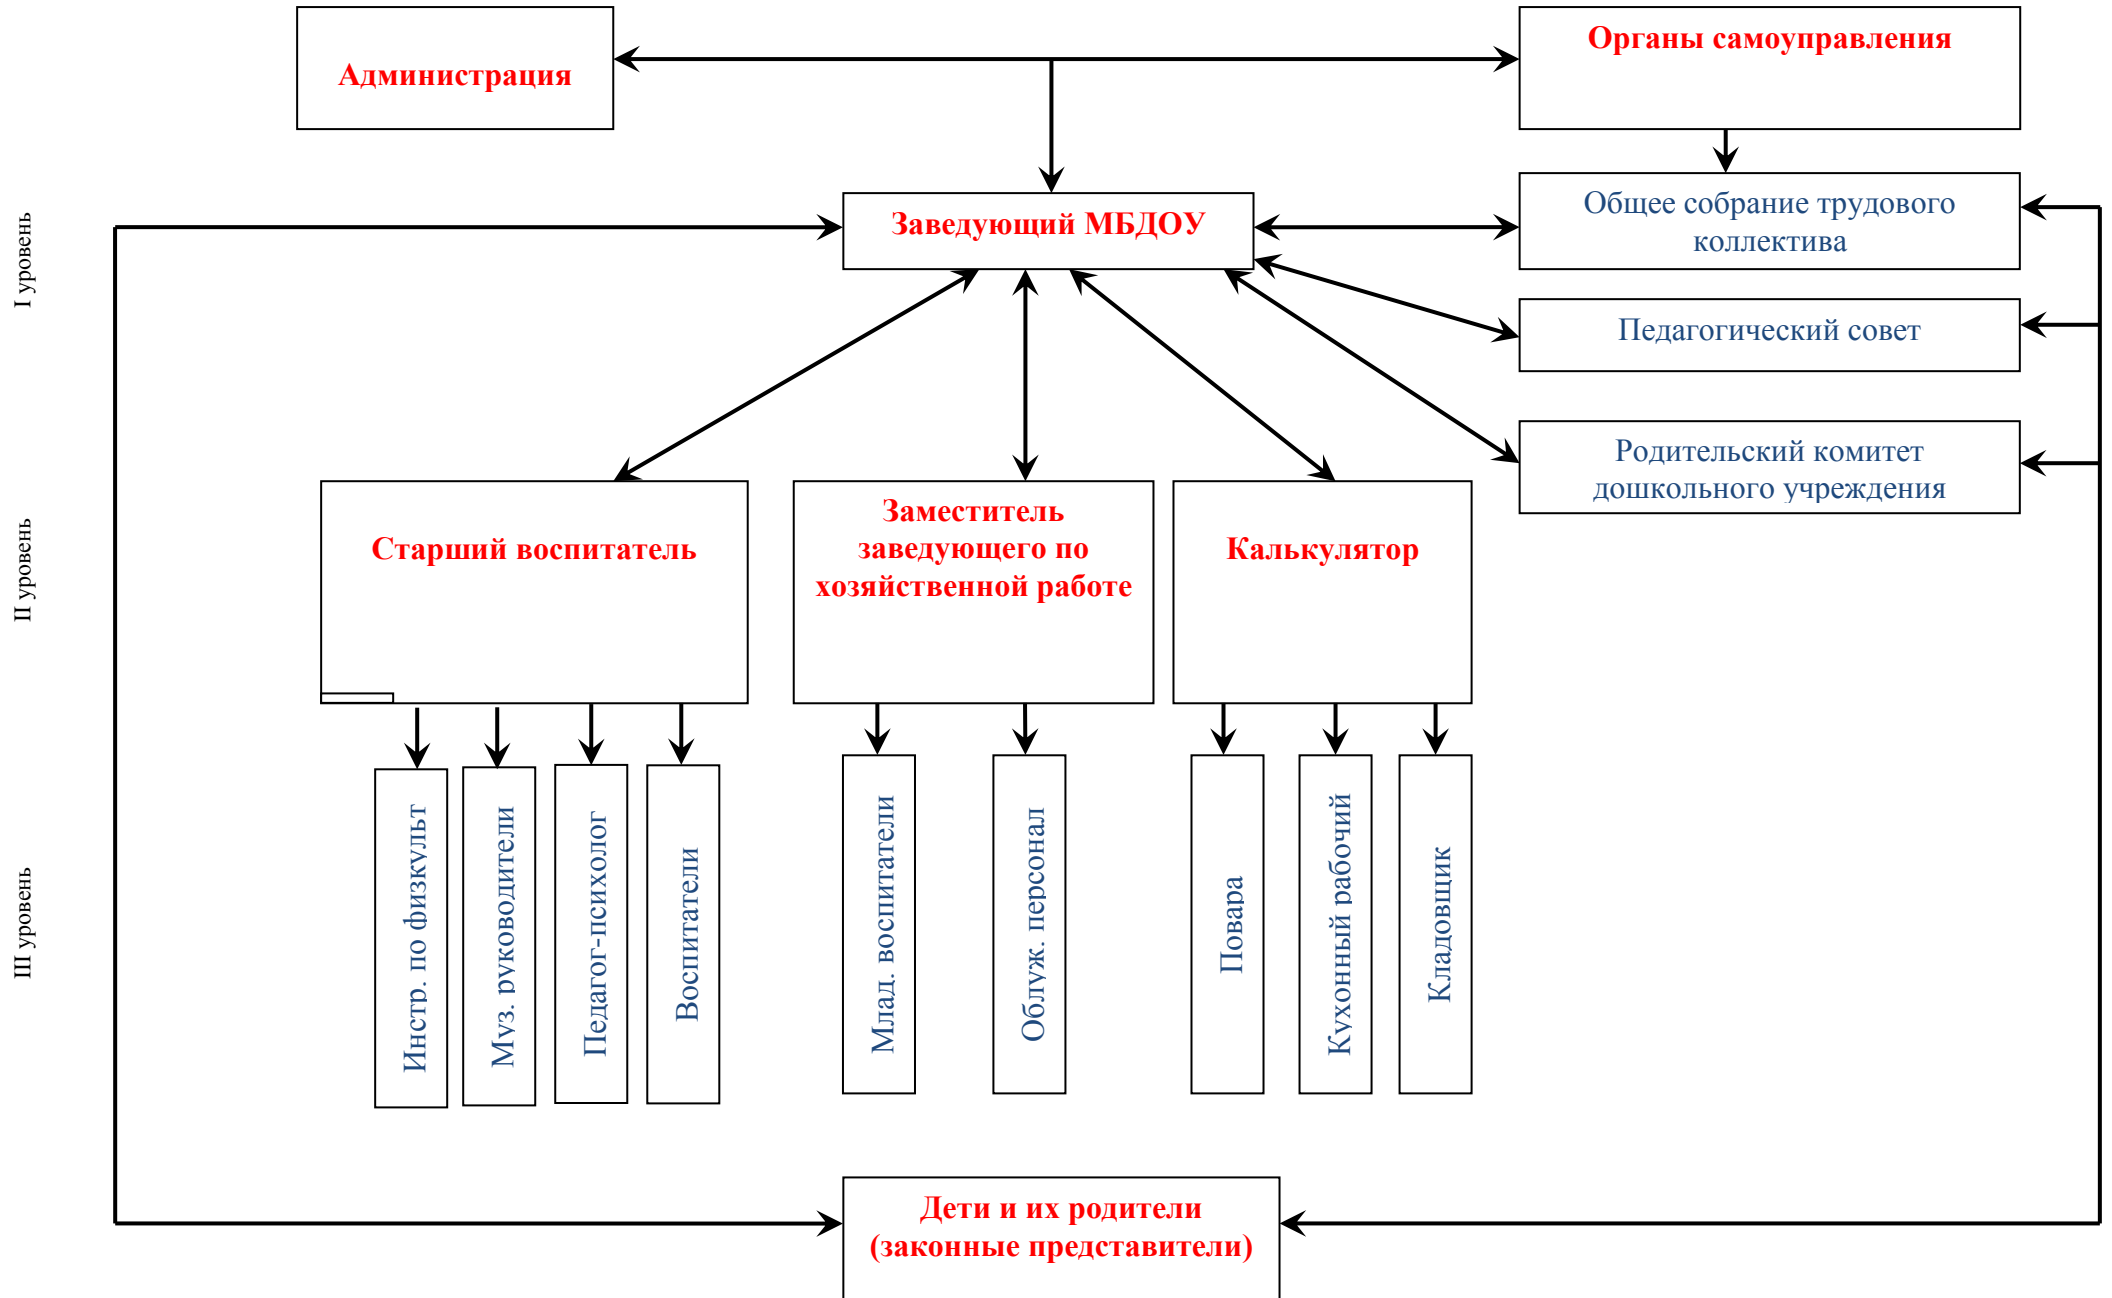 Администрация
Органы самоуправления
I уровень
Заведующий МБДОУ
Общее собрание трудового
коллектива
Педагогический совет
Родительский комитет
дошкольного учреждения
II уровень
Старший воспитатель
Заместитель
заведующего по
хозяйственной работе
Калькулятор
III уровень
Инстр. по физкульт
Муз. руководители
Педагог-психолог
Воспитатели
Млад. воспитатели
Облуж. персонал
Повара
Кухонный рабочий
Кладовщик
Дети и их родители
(законные представители)